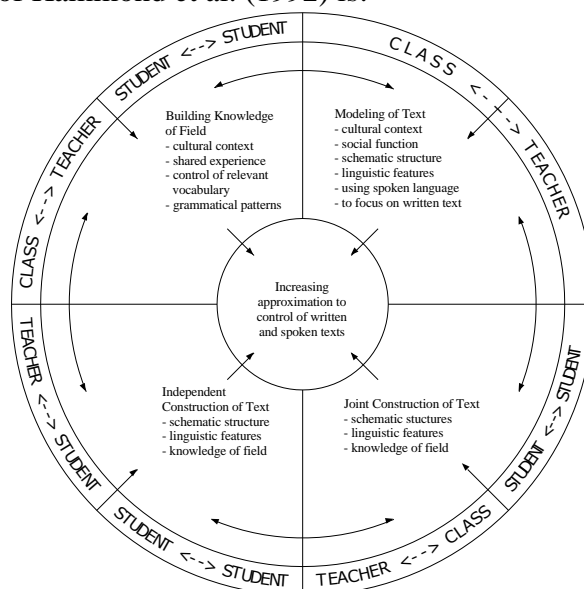 of Hammond et al. (1992) is:
STUDENT <--> STUDENT
CLASS <- - - -> TEACHER
CLASS <--> TEACHER
Building Knowledge
of Field
- cultural context
- shared experience
- control of relevant
vocabulary
- grammatical patterns
Modeling of Text
- cultural context
- social function
- schematic structure
- linguistic features
- using spoken language
- to focus on written text
Increasing
approximation to
control of written
and spoken texts
Independent
Construction of Text
- schematic structure
- linguistic features
- knowledge of field
Joint Construction of Text
- schematic stuctures
- linguistic features
- knowledge of field
TEACHER <--> STUDENT
STUDENT <--> STUDENT
TEACHER <--> CLASS
STUDENT <--> STUDENT